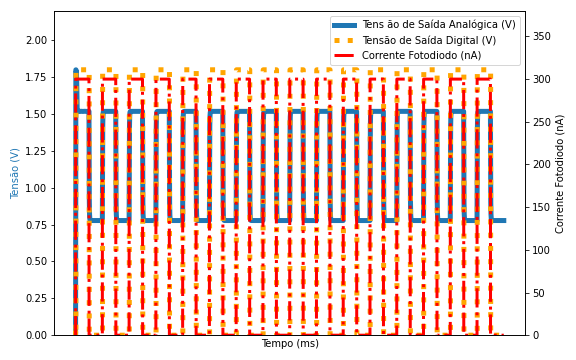 Tens ão de Saída Analógica (V)
Tensão de Saída Digital (V)
Corrente Fotodiodo (nA)
2.00
1.75
1.50
1.25
1.00
0.75
0.50
0.25
0.00
Tensão (V)
350
300
250
200
150
100
50
0
Corrente Fotodiodo (nA)
Tempo (ms)